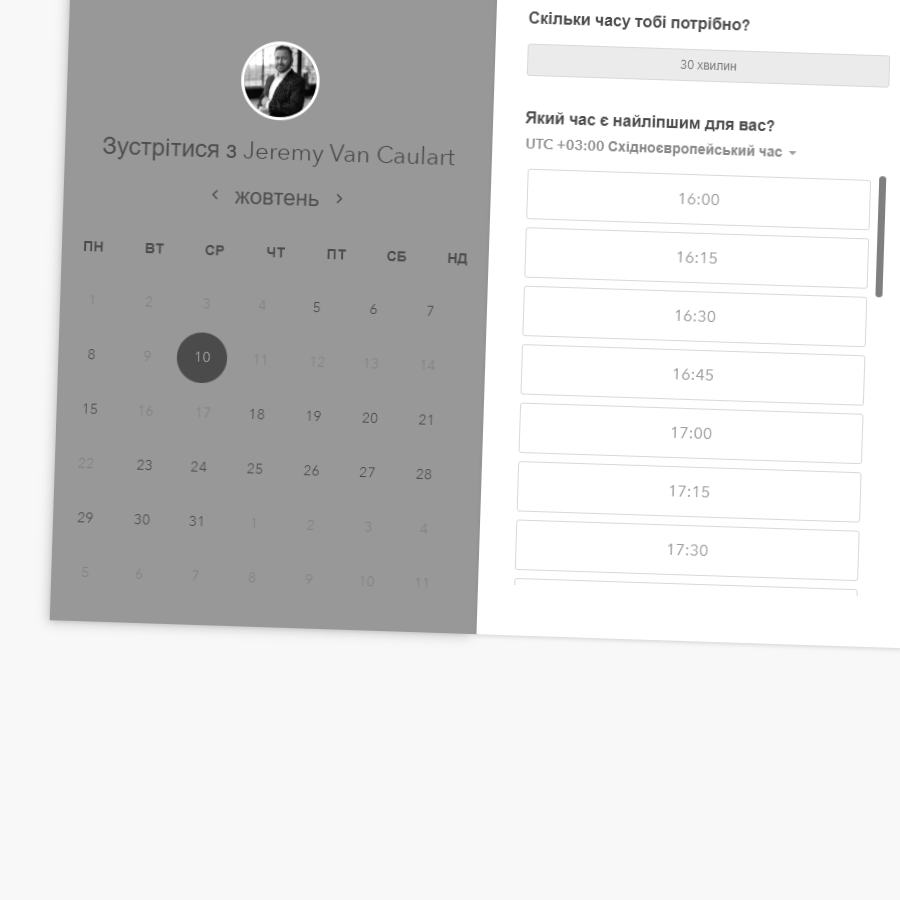 Зустрітися з Jeremy Van Caulart
жовтень
ПН ВТ СР ЧТ ПТ СБ НД
1 2 3 4 5 6 7
8 9 10 11 12 13 14
15 16 17 18 19 20 21
22 23 24 25 26 27 28
29 30 31 1 2 3 4
5 6 7 8 9 10 11
Скільки часу тобі потрібно?
30 хвилин
Який час є найліпшим для вас?
UTC +03:00 Східноєвропейський час
16:00
16:15
16:30
16:45
17:00
17:15
17:30